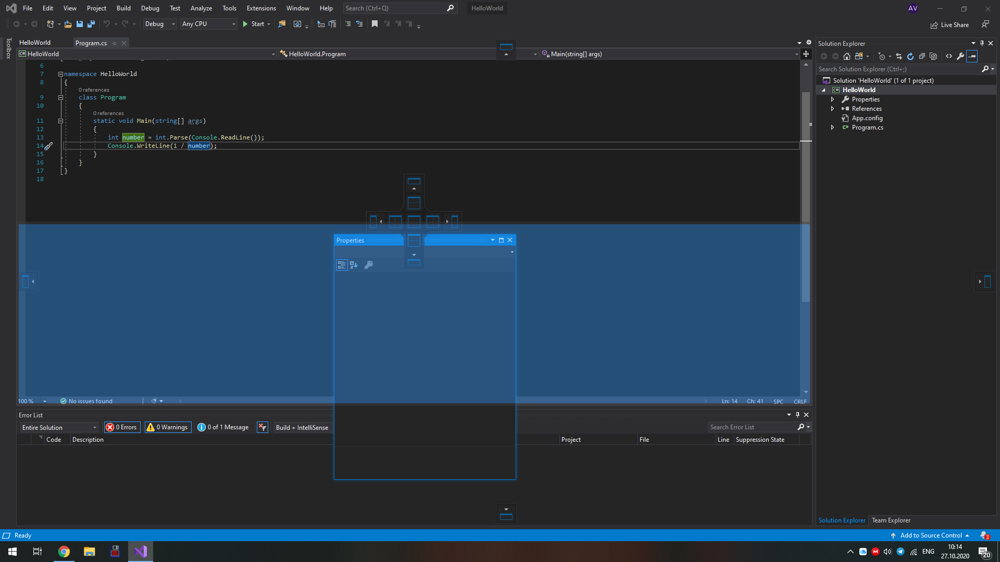 File Edit View Project Build Debug Test Analyze Tools Extensions Window Help Search (Ctrl+Q) HelloWorld AV
Debug Any CPU Start Live Share
Toolbox
HelloWorld Program.cs
HelloWorld HelloWorld.Program Main(string[] args)
6
7 namespace HelloWorld
8 {
0 references
9 class Program
10 {
0 references
11 static void Main(string[] args)
12 {
13 int number = int.Parse(Console.ReadLine());
14 Console.WriteLine(1 / number);
15 }
16 }
17 }
18
Properties
100 % No issues found Ln: 14 Ch: 41 SPC CRLF
Error List
Entire Solution 0 Errors 0 Warnings 0 of 1 Message Build + IntelliSense Search Error List
Code Description Project File Line Suppression State
Solution Explorer
Search Solution Explorer (Ctrl+;)
Solution 'HelloWorld' (1 of 1 project)
C# HelloWorld
Properties
References
App.config
C# Program.cs
Solution Explorer Team Explorer
Ready Add to Source Control 3
ENG 10:14
27.10.2020 20